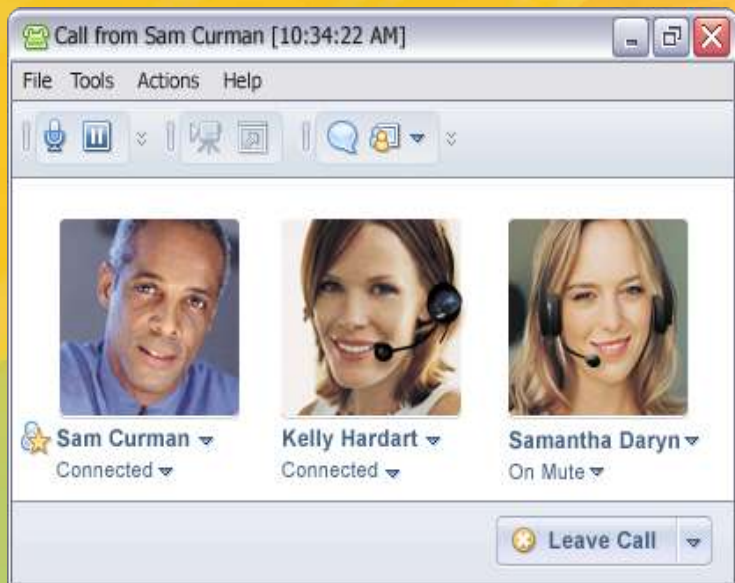 Call from Sam Curman [10:34:22 AM]
File Tools Actions Help
Sam Curman Kelly Hardart Samantha Daryn
Connected Connected On Mute
Leave Call